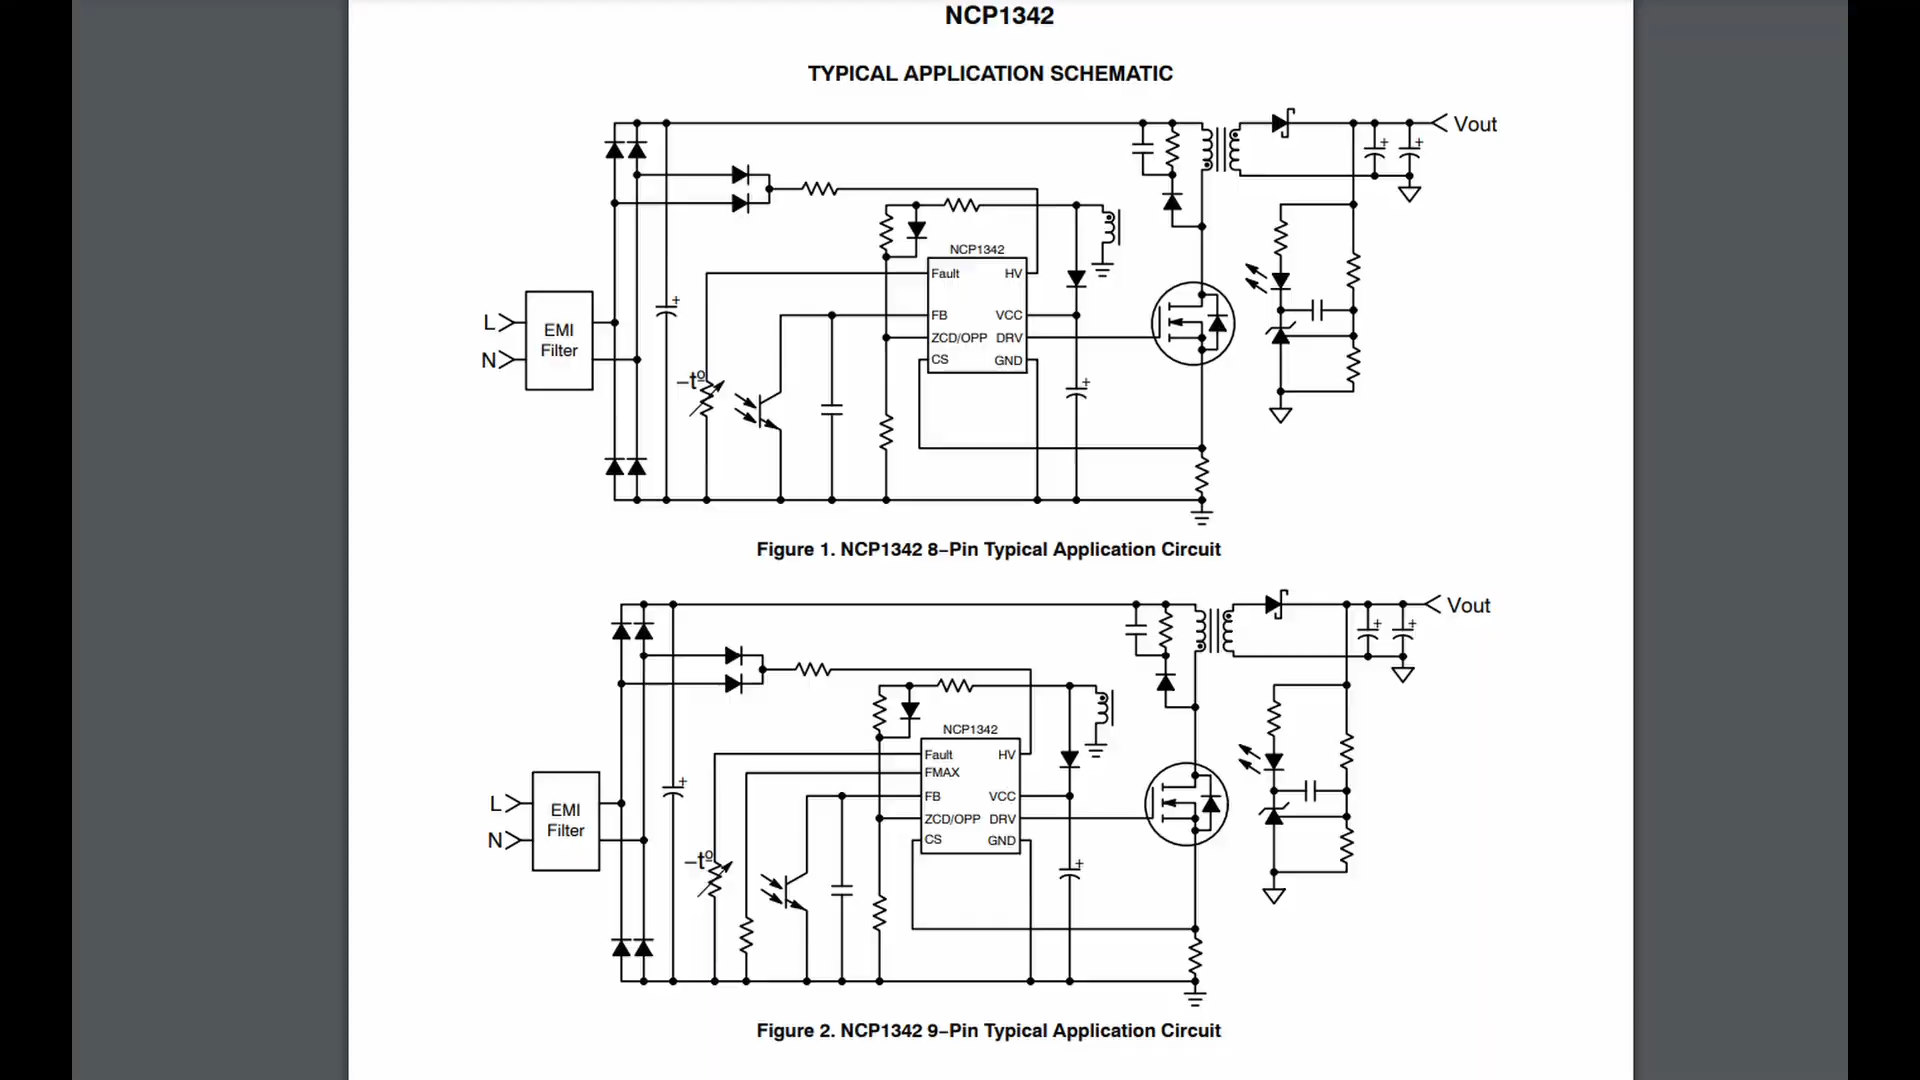 NCP1342
TYPICAL APPLICATION SCHEMATIC
Vout
NCP1342
Fault HV
L
EMI
Filter
FB VCC
ZCD/OPP DRV
N
CS GND
–tº
Figure 1. NCP1342 8–Pin Typical Application Circuit
Vout
NCP1342
Fault HV
FMAX
L
EMI
Filter
FB VCC
ZCD/OPP DRV
N
CS GND
–tº
Figure 2. NCP1342 9–Pin Typical Application Circuit